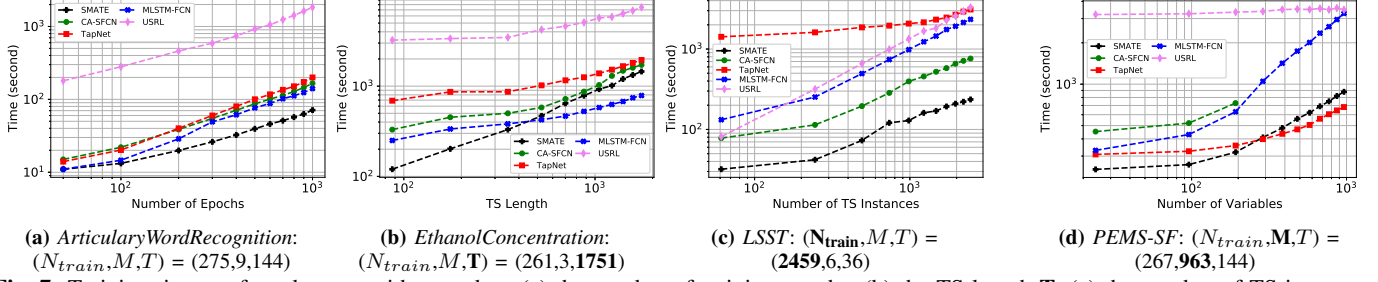 Time (second)
10³
10²
10¹
SMATE
CA-SFCN
TapNet
MLSTM-FCN
USRL
10²
10³
Number of Epochs
Time (second)
10³
10²
SMATE
CA-SFCN
TapNet
MLSTM-FCN
USRL
10²
10³
TS Length
Time (second)
10³
10²
SMATE
CA-SFCN
TapNet
MLSTM-FCN
USRL
10²
10³
Number of TS Instances
Time (second)
10³
SMATE
CA-SFCN
TapNet
MLSTM-FCN
USRL
10²
10³
Number of Variables
(a) ArticularyWordRecognition:
(N_train,M,T) = (275,9,144)
(b) EthanolConcentration:
(N_train,M,T) = (261,3,1751)
(c) LSST: (N_train,M,T) =
(2459,6,36)
(d) PEMS-SF: (N_train,M,T) =
(267,963,144)